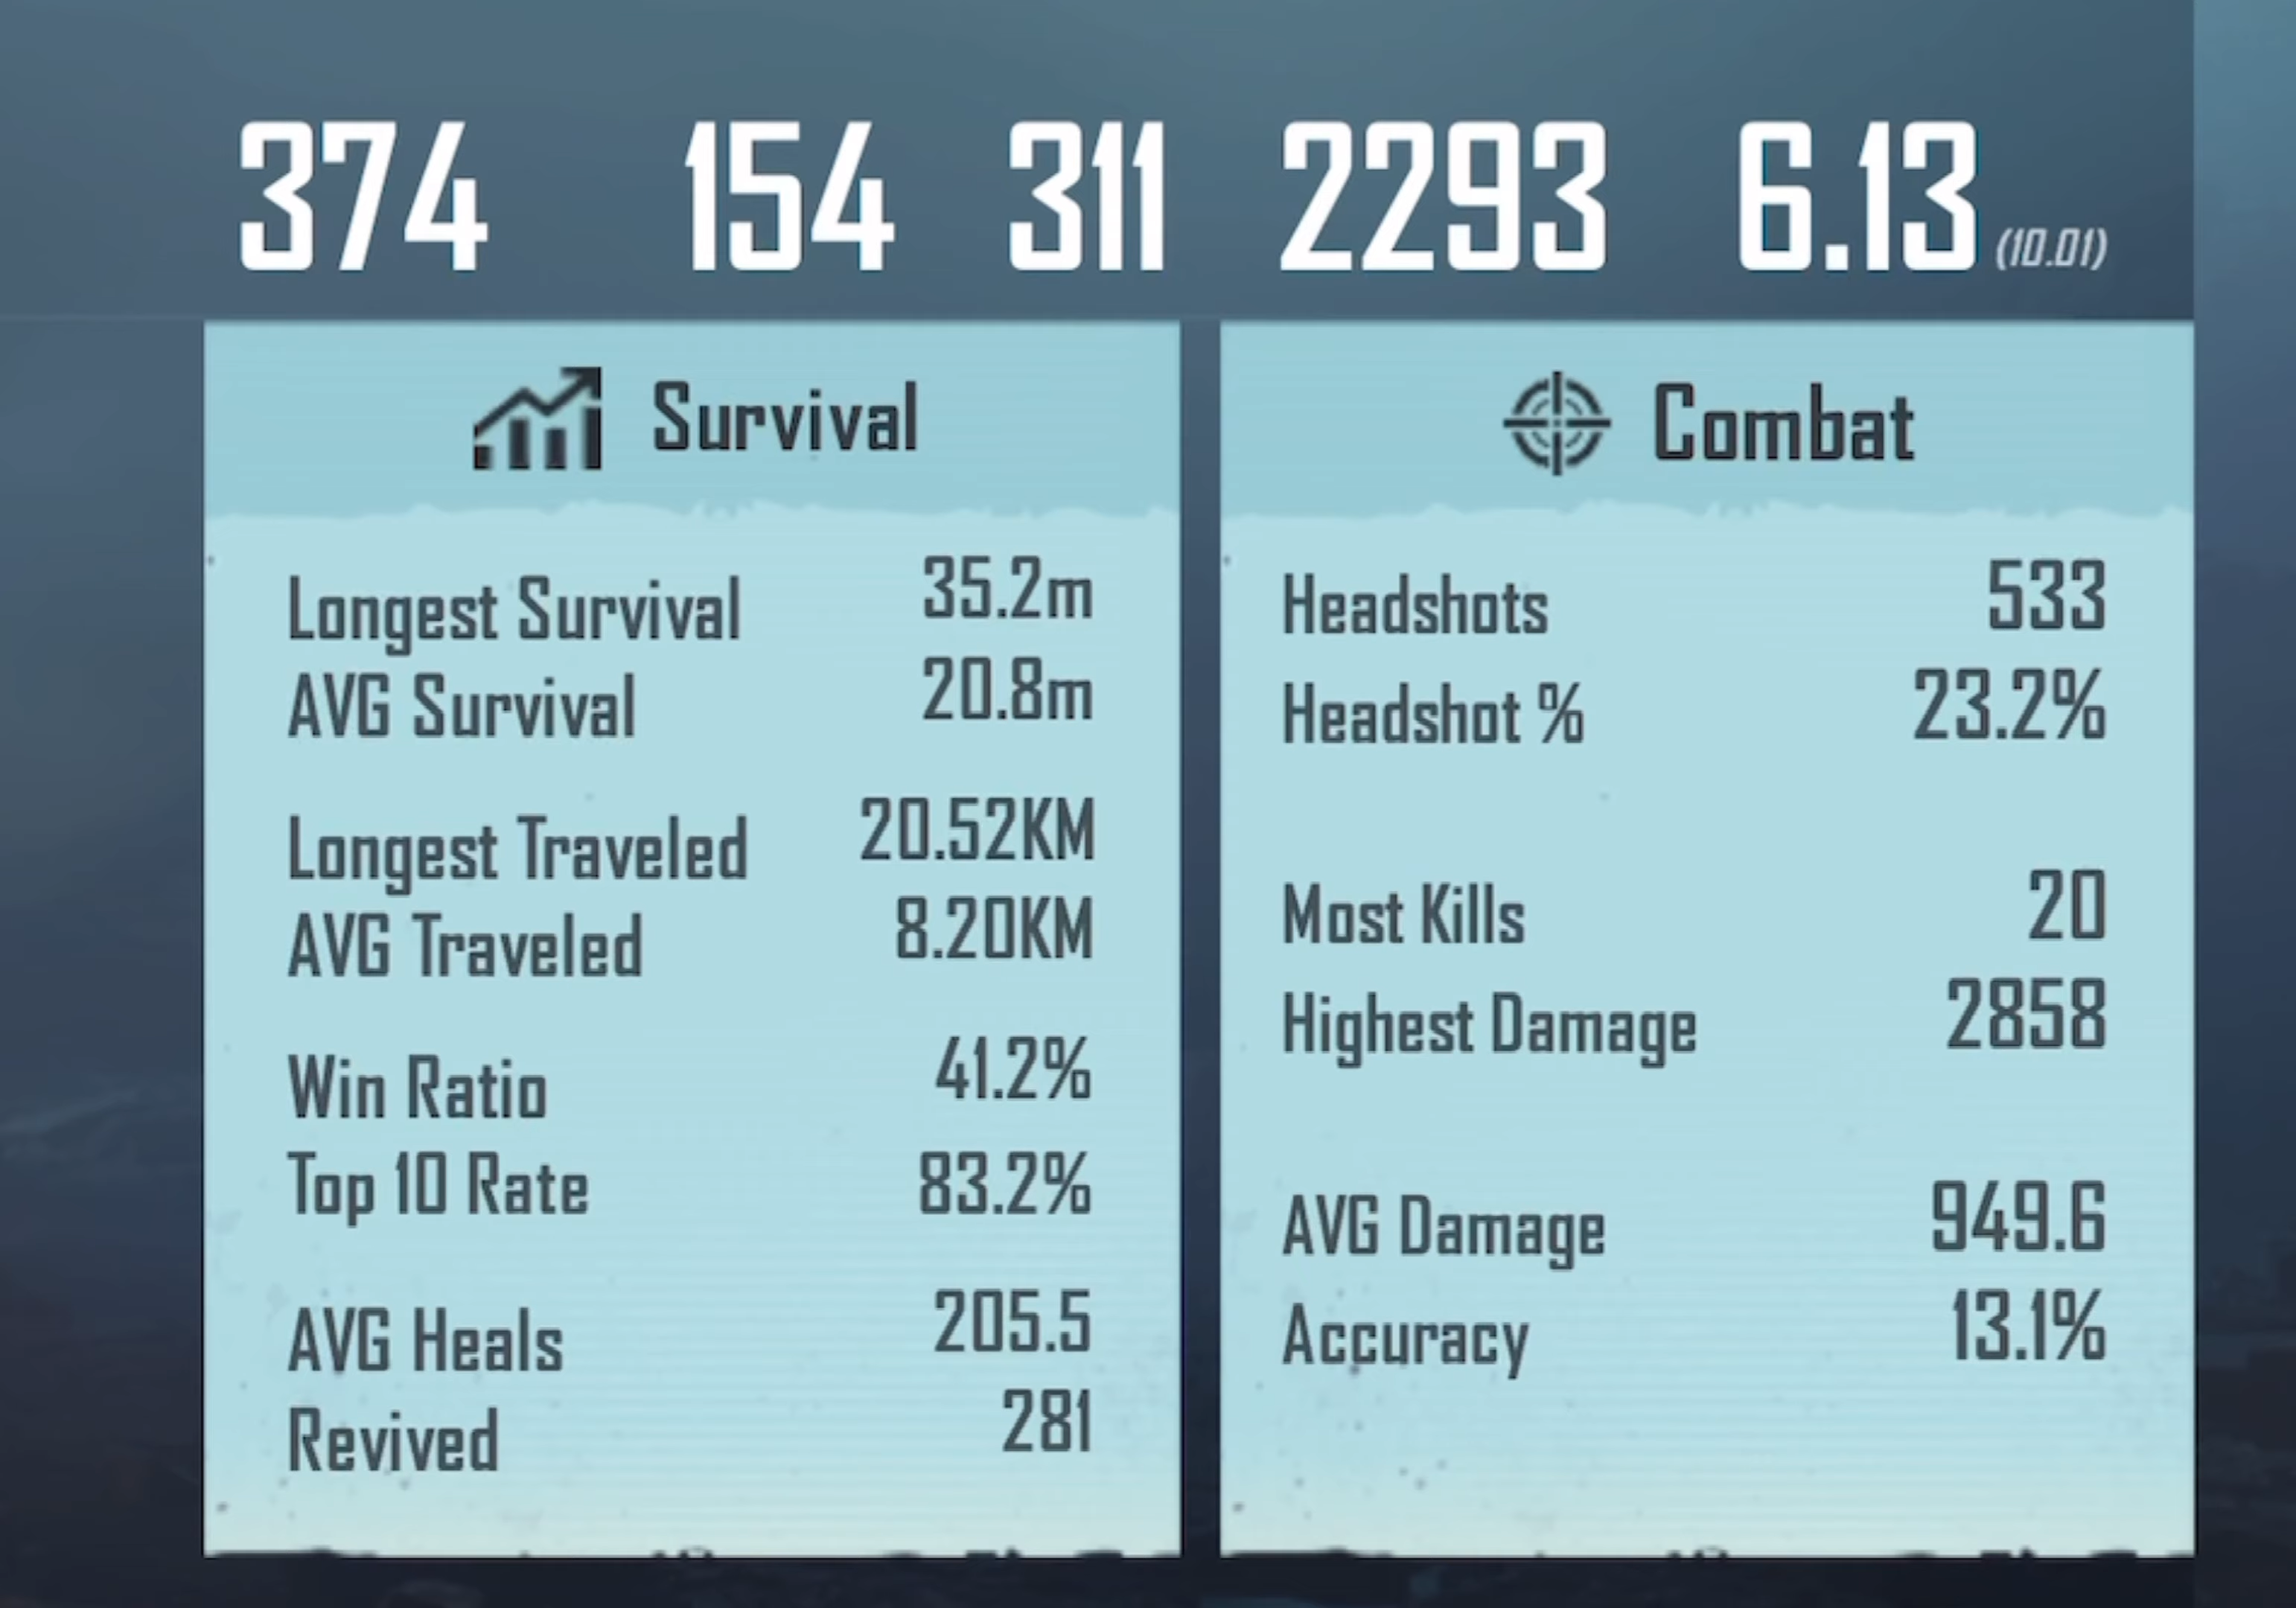 374 154 311 2293 6.13 (10.01)
Survival
Longest Survival 35.2m
AVG Survival 20.8m
Longest Traveled 20.52KM
AVG Traveled 8.20KM
Win Ratio 41.2%
Top 10 Rate 83.2%
AVG Heals 205.5
Revived 281
Combat
Headshots 533
Headshot % 23.2%
Most Kills 20
Highest Damage 2858
AVG Damage 949.6
Accuracy 13.1%